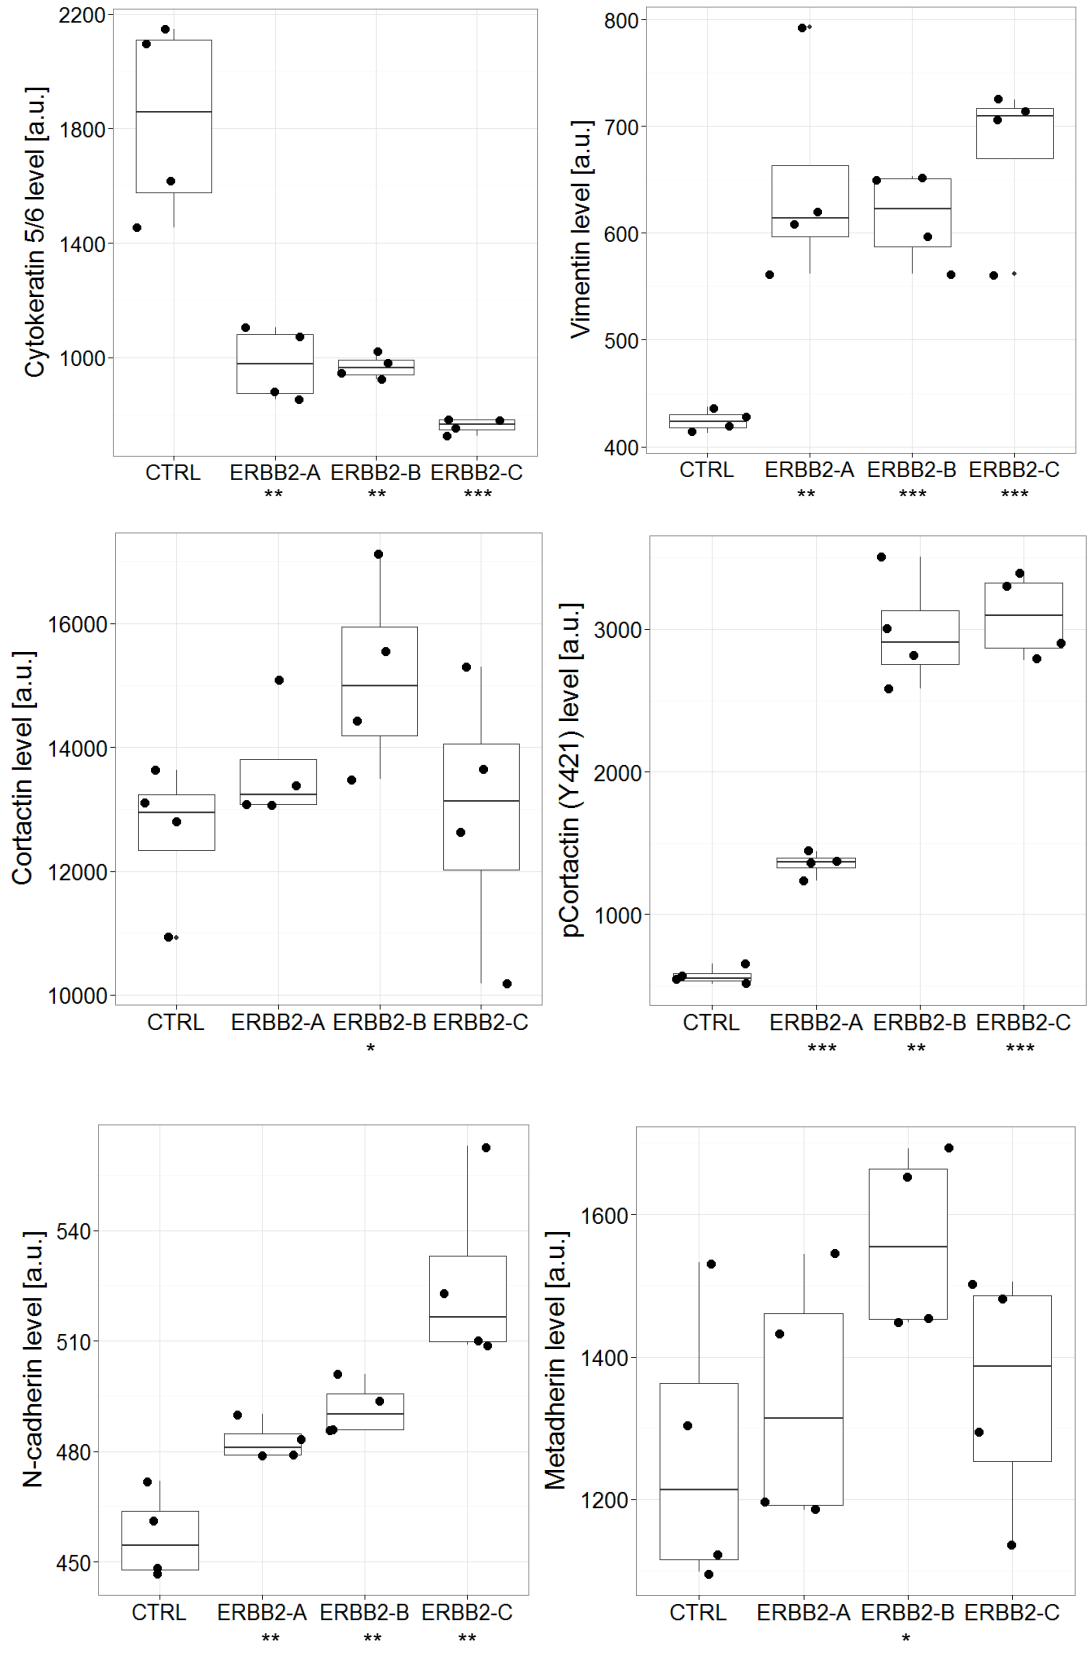 Cytokeratin 5/6 level [a.u.]
2200
1800
1400
1000
CTRL ERBB2-A ERBB2-B ERBB2-C
** ** ***
Vimentin level [a.u.]
800
700
600
500
400
CTRL ERBB2-A ERBB2-B ERBB2-C
** *** ***
Cortactin level [a.u.]
16000
14000
12000
10000
CTRL ERBB2-A ERBB2-B ERBB2-C
*
pCortactin (Y421) level [a.u.]
3000
2000
1000
CTRL ERBB2-A ERBB2-B ERBB2-C
*** ** ***
N-cadherin level [a.u.]
540
510
480
450
CTRL ERBB2-A ERBB2-B ERBB2-C
** ** **
Metadherin level [a.u.]
1600
1400
1200
CTRL ERBB2-A ERBB2-B ERBB2-C
*